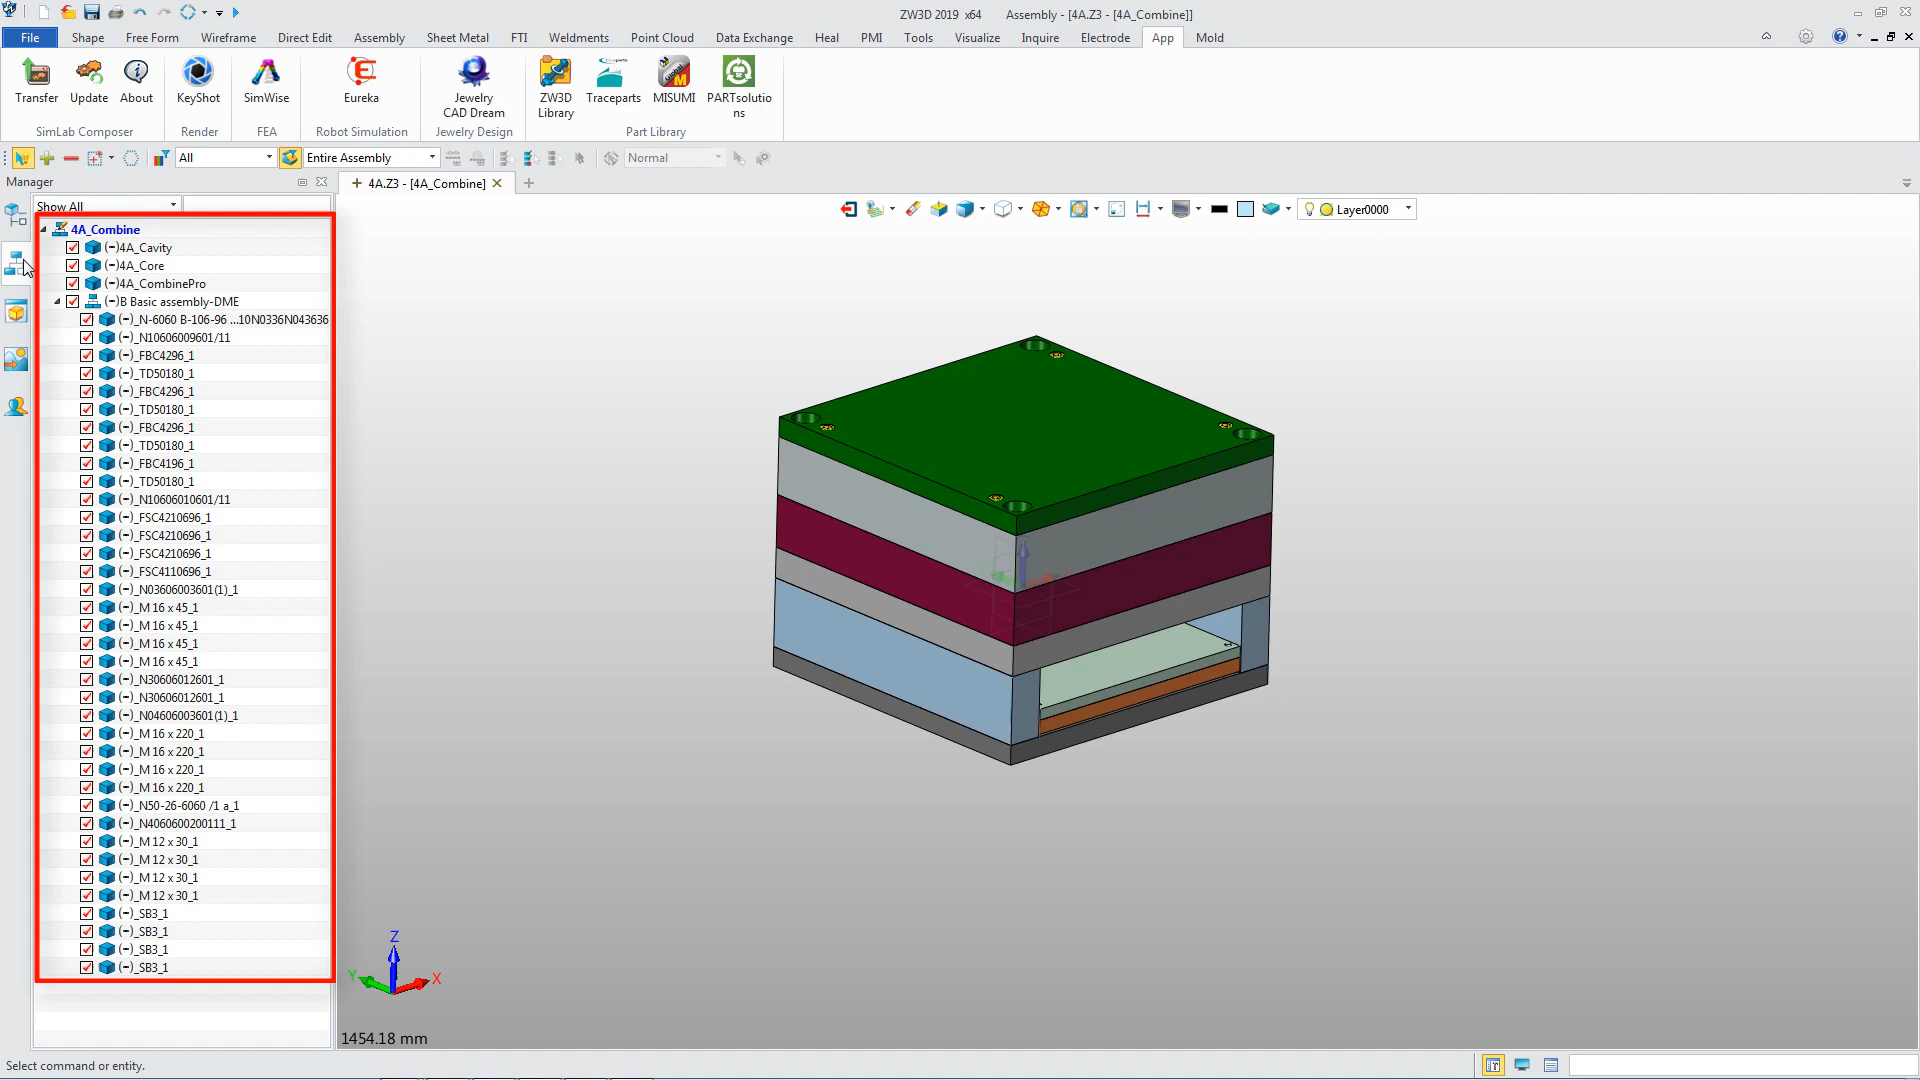 ZW3D 2019 x64 Assembly - [4A.Z3 - [4A_Combine]]
File Shape Free Form Wireframe Direct Edit Assembly Sheet Metal FTI Weldments Point Cloud Data Exchange Heal PMI Tools Visualize Inquire Electrode App Mold
Transfer Update About KeyShot SimWise Eureka Jewelry CAD Dream ZW3D Library Traceparts MISUMI PARTsolutio ns
SimLab Composer Render FEA Robot Simulation Jewelry Design Part Library
All Entire Assembly Normal
Manager
4A.Z3 - [4A_Combine]
Show All
Layer0000
4A_Combine
(-)4A_Cavity
(-)4A_Core
(-)4A_CombinePro
(-)B Basic assembly-DME
(-)_N-6060 B-106-96 ...10N0336N043636
(-)_N10606009601/11
(-)_FBC4296_1
(-)_TD50180_1
(-)_FBC4296_1
(-)_TD50180_1
(-)_FBC4296_1
(-)_TD50180_1
(-)_FBC4196_1
(-)_TD50180_1
(-)_N10606010601/11
(-)_FSC4210696_1
(-)_FSC4210696_1
(-)_FSC4210696_1
(-)_FSC4110696_1
(-)_N03606003601(1)_1
(-)_M 16 x 45_1
(-)_M 16 x 45_1
(-)_M 16 x 45_1
(-)_M 16 x 45_1
(-)_N30606012601_1
(-)_N30606012601_1
(-)_N04606003601(1)_1
(-)_M 16 x 220_1
(-)_M 16 x 220_1
(-)_M 16 x 220_1
(-)_M 16 x 220_1
(-)_N50-26-6060 /1 a_1
(-)_N4060600200111_1
(-)_M 12 x 30_1
(-)_M 12 x 30_1
(-)_M 12 x 30_1
(-)_M 12 x 30_1
(-)_SB3_1
(-)_SB3_1
(-)_SB3_1
(-)_SB3_1
Z
Y
X
1454.18 mm
Select command or entity.